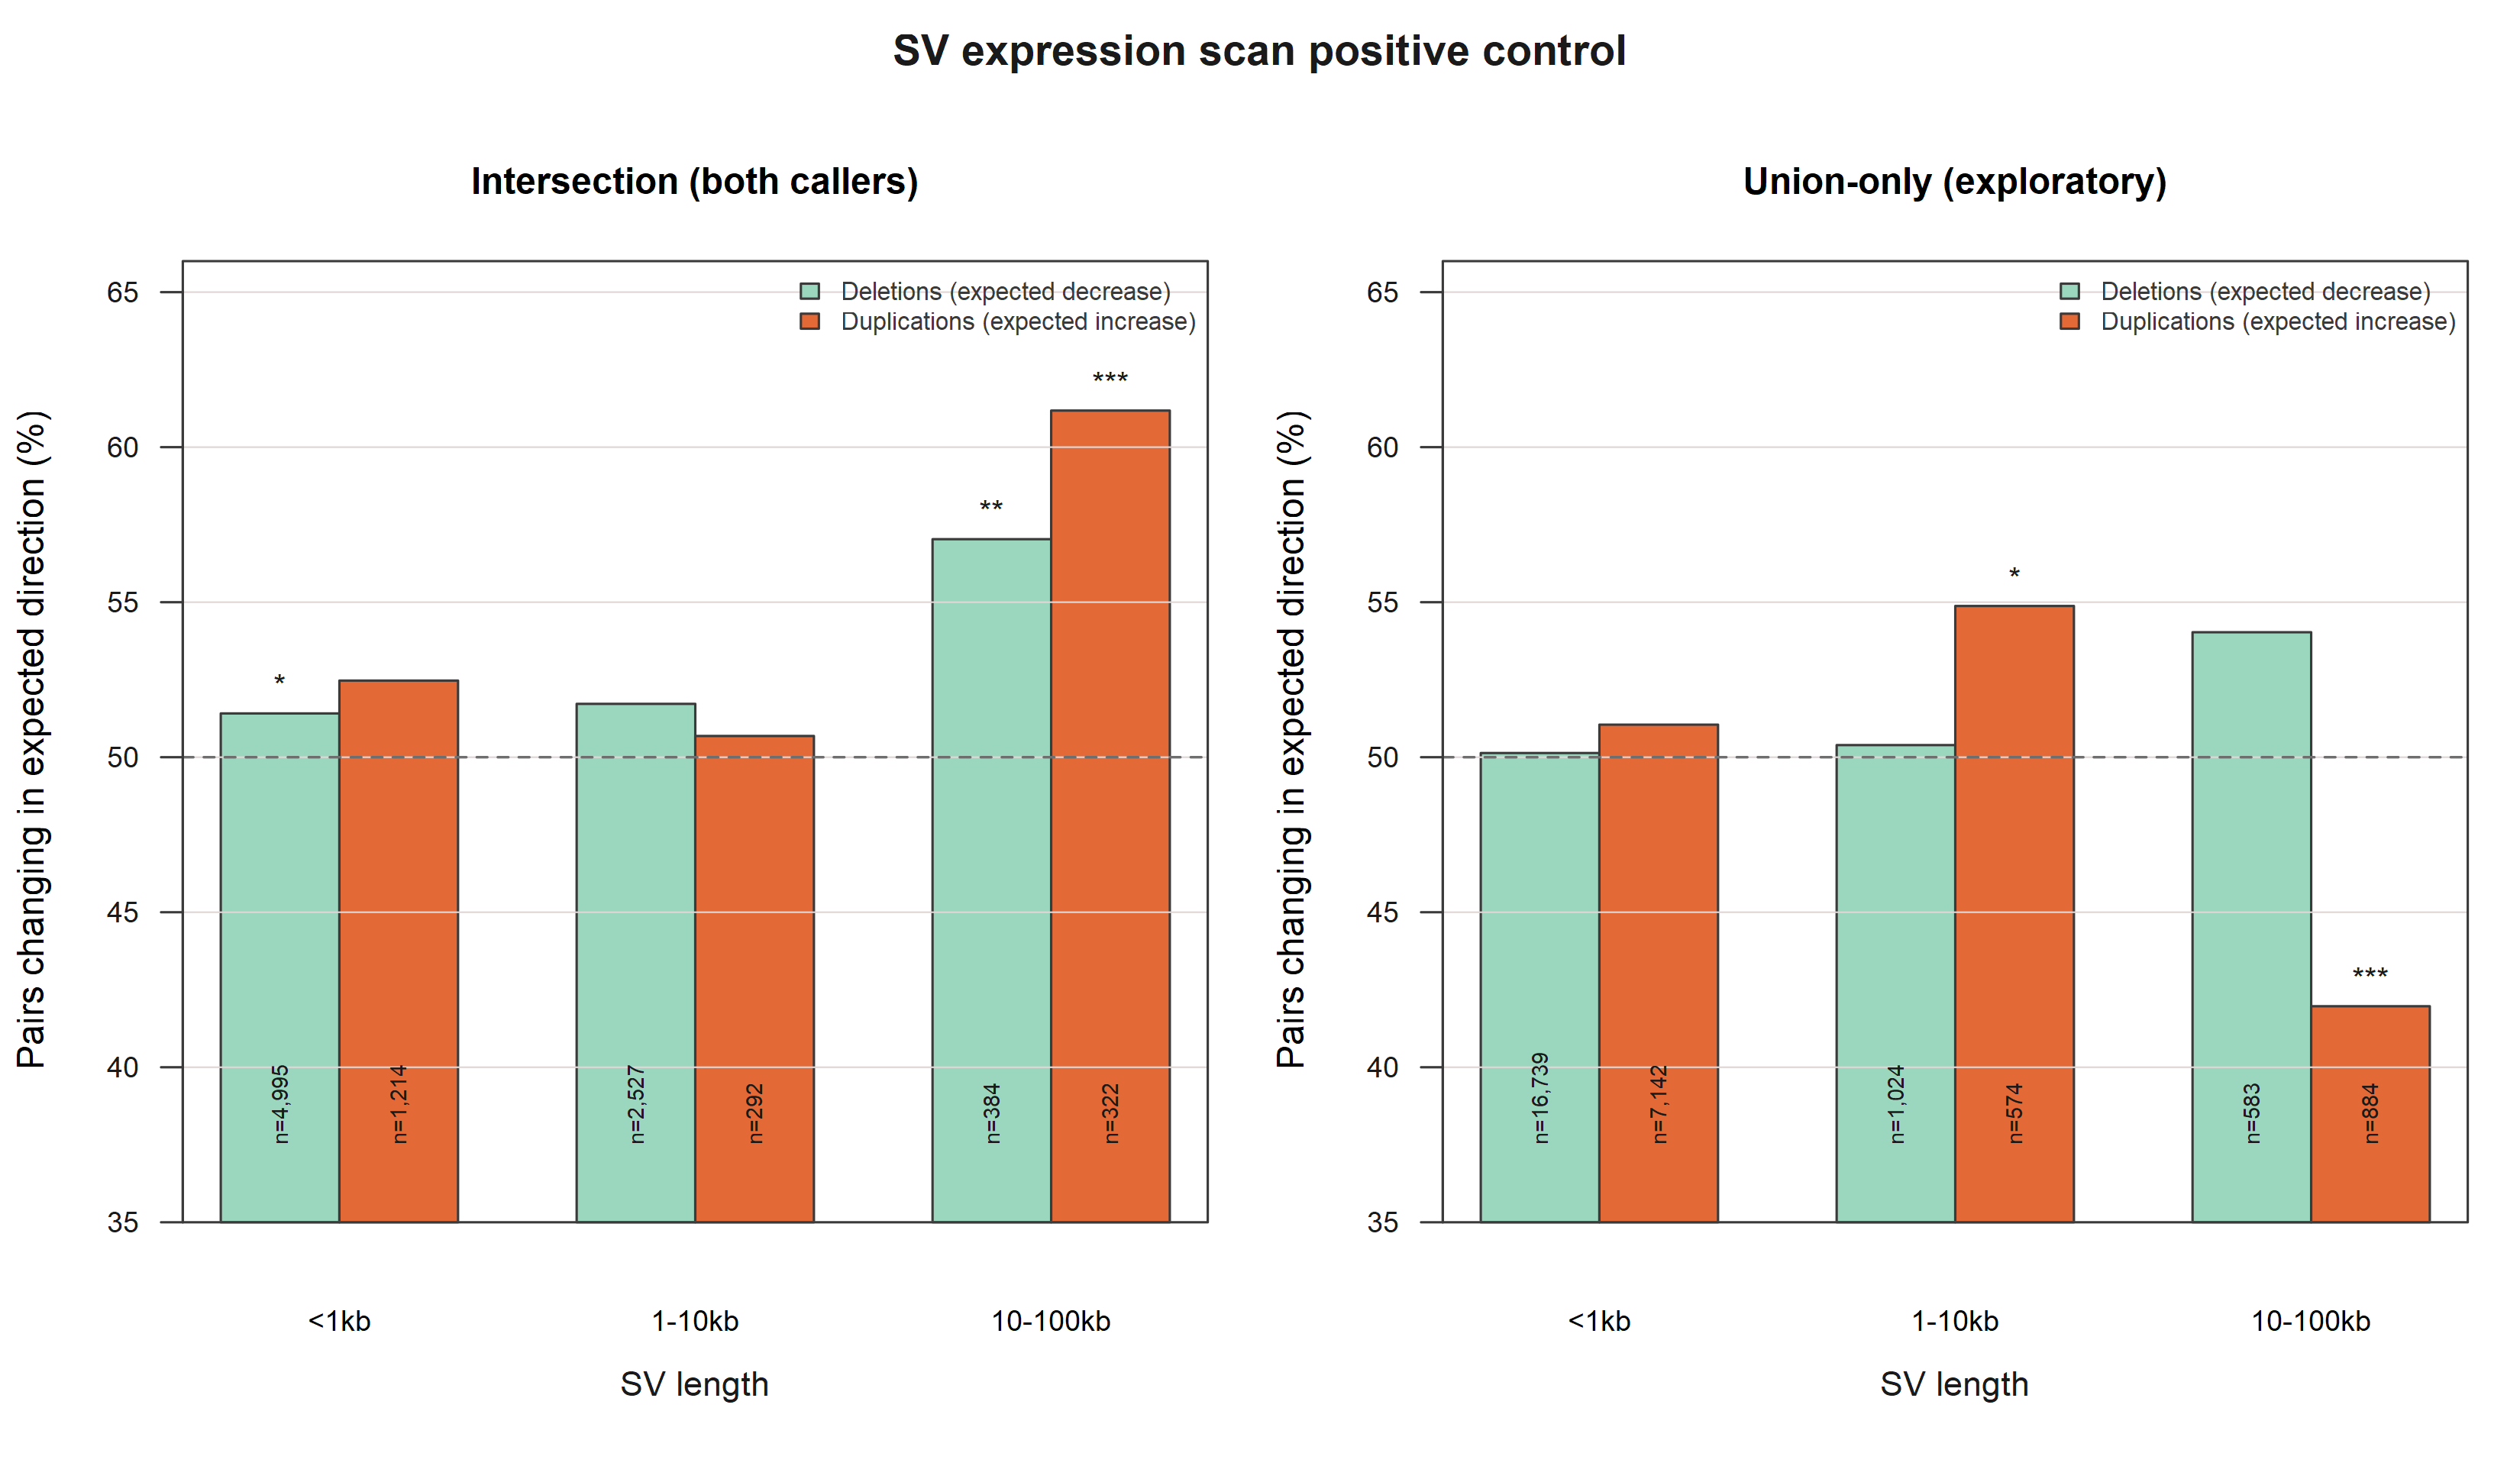 SV expression scan positive control
Intersection (both callers)
Pairs changing in expected direction (%)
65
60
55
50
45
40
35
Deletions (expected decrease)
Duplications (expected increase)
*
**
***
n=4,995
n=1,214
n=2,527
n=292
n=384
n=322
<1kb
1-10kb
10-100kb
SV length
Union-only (exploratory)
Pairs changing in expected direction (%)
65
60
55
50
45
40
35
Deletions (expected decrease)
Duplications (expected increase)
*
***
n=16,739
n=7,142
n=1,024
n=574
n=583
n=884
<1kb
1-10kb
10-100kb
SV length